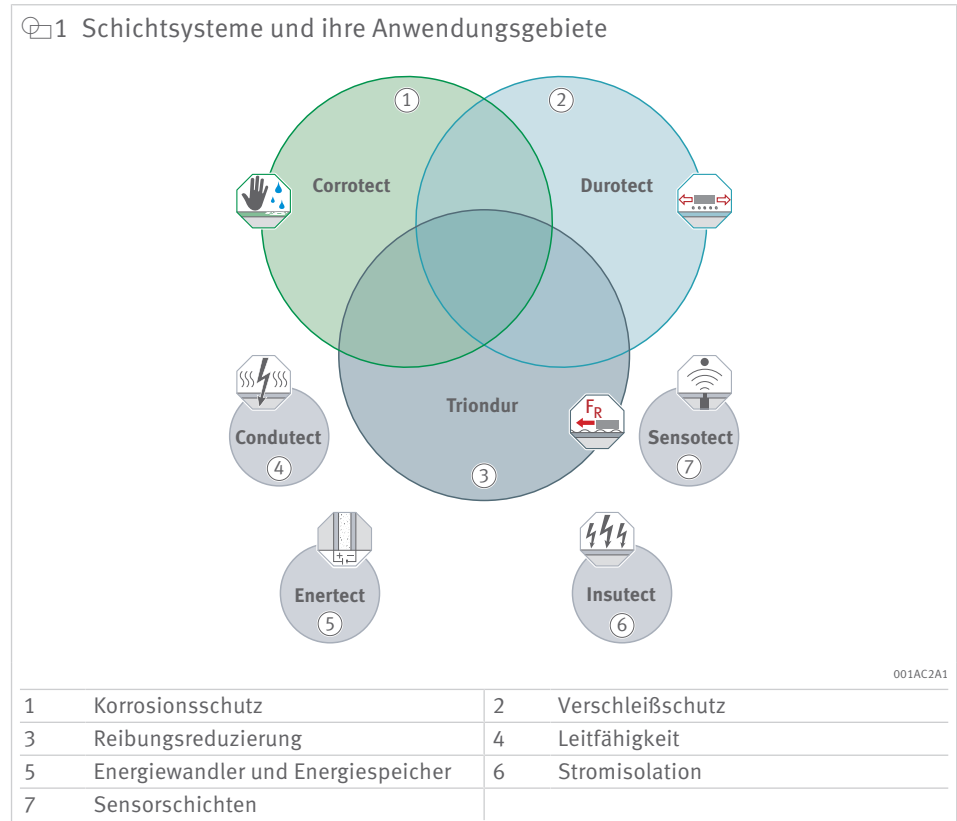 1 Schichtsysteme und ihre Anwendungsgebiete
1 2
Corrotect Durotect
Triondur
F_R
Condutect Sensotect
4 3 7
+ −
Enertect Insutect
5 6
001AC2A1
1 Korrosionsschutz 2 Verschleißschutz
3 Reibungsreduzierung 4 Leitfähigkeit
5 Energiewandler und Energiespeicher 6 Stromisolation
7 Sensorschichten